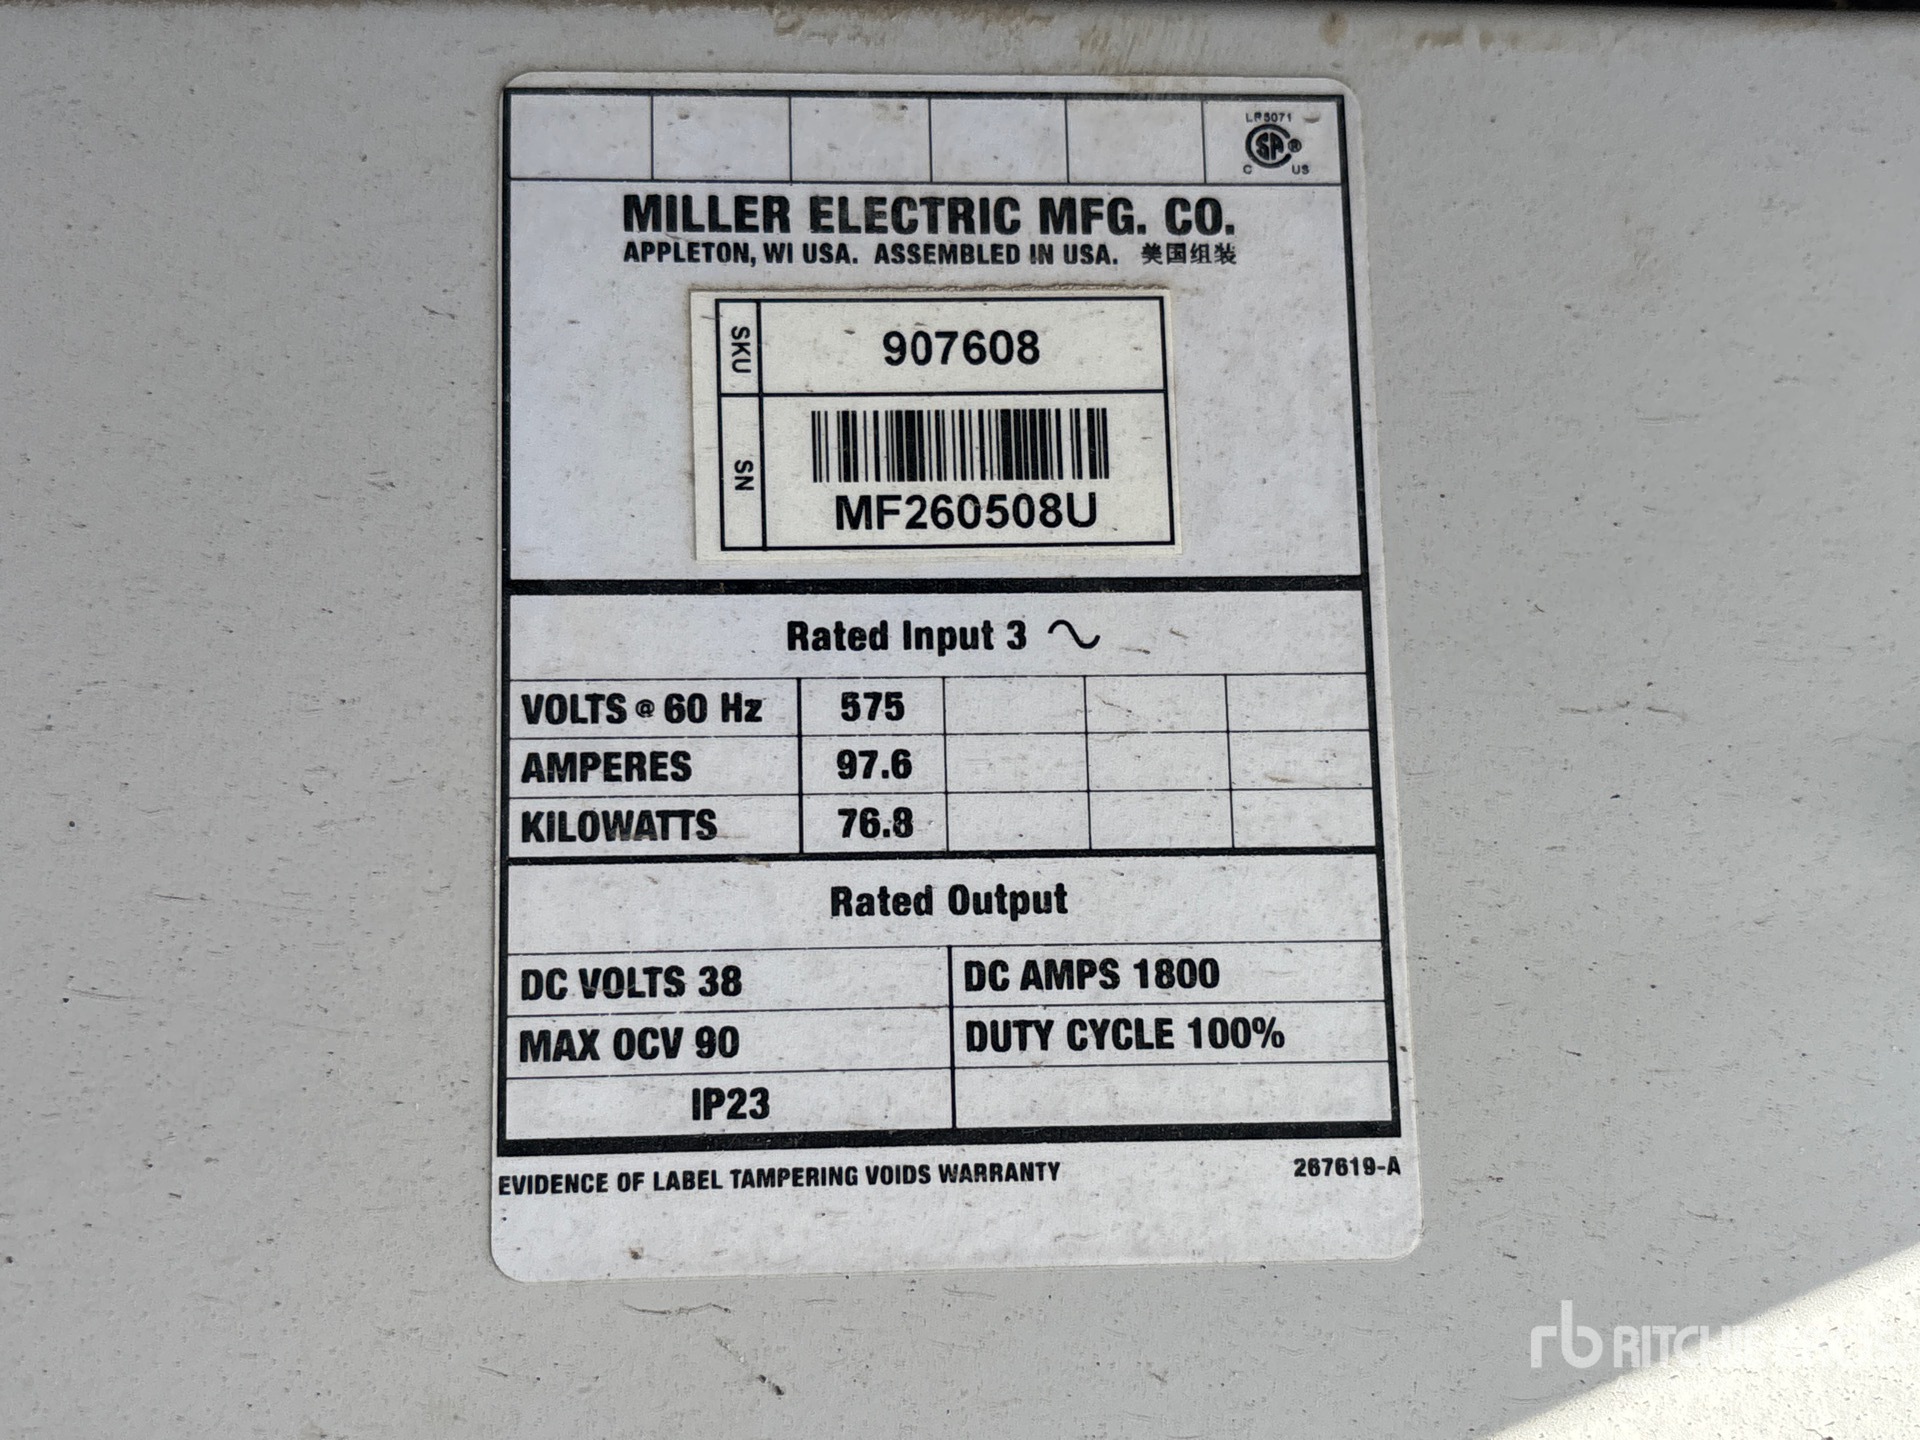 LR5071
SP ®
C US
MILLER ELECTRIC MFG. CO.
APPLETON, WI USA. ASSEMBLED IN USA. 美国组装
SKU 907608
SN MF260508U
Rated Input 3
VOLTS @ 60 Hz 575
AMPERES 97.6
KILOWATTS 76.8
Rated Output
DC VOLTS 38 DC AMPS 1800
MAX OCV 90 DUTY CYCLE 100%
IP23
EVIDENCE OF LABEL TAMPERING VOIDS WARRANTY 267619-A
rb